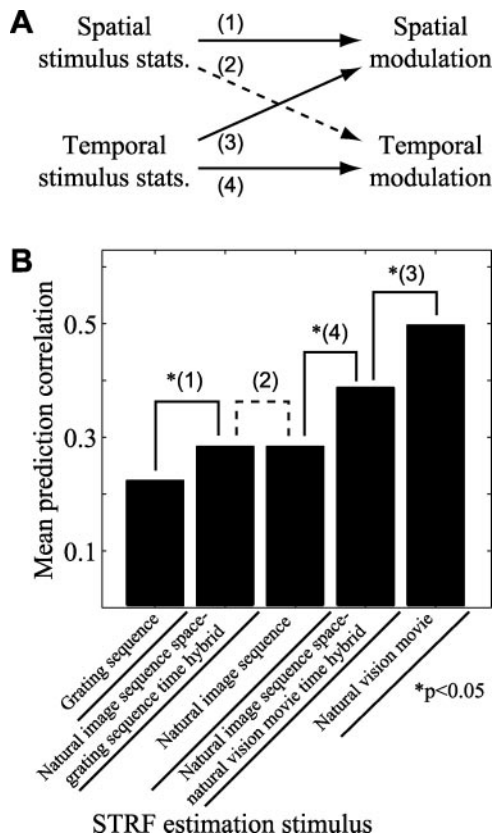 A
Spatial
stimulus stats.
(1)
Spatial
modulation
(2)
Temporal
stimulus stats.
(3)
(4)
Temporal
modulation
B
Mean prediction correlation
0.5
0.3
0.1
*(1)
(2)
*(4)
*(3)
Grating sequence
Natural image sequence space-
grating sequence time hybrid
Natural image sequence
Natural image sequence space-
natural vision movie time hybrid
Natural vision movie
*p<0.05
STRF estimation stimulus